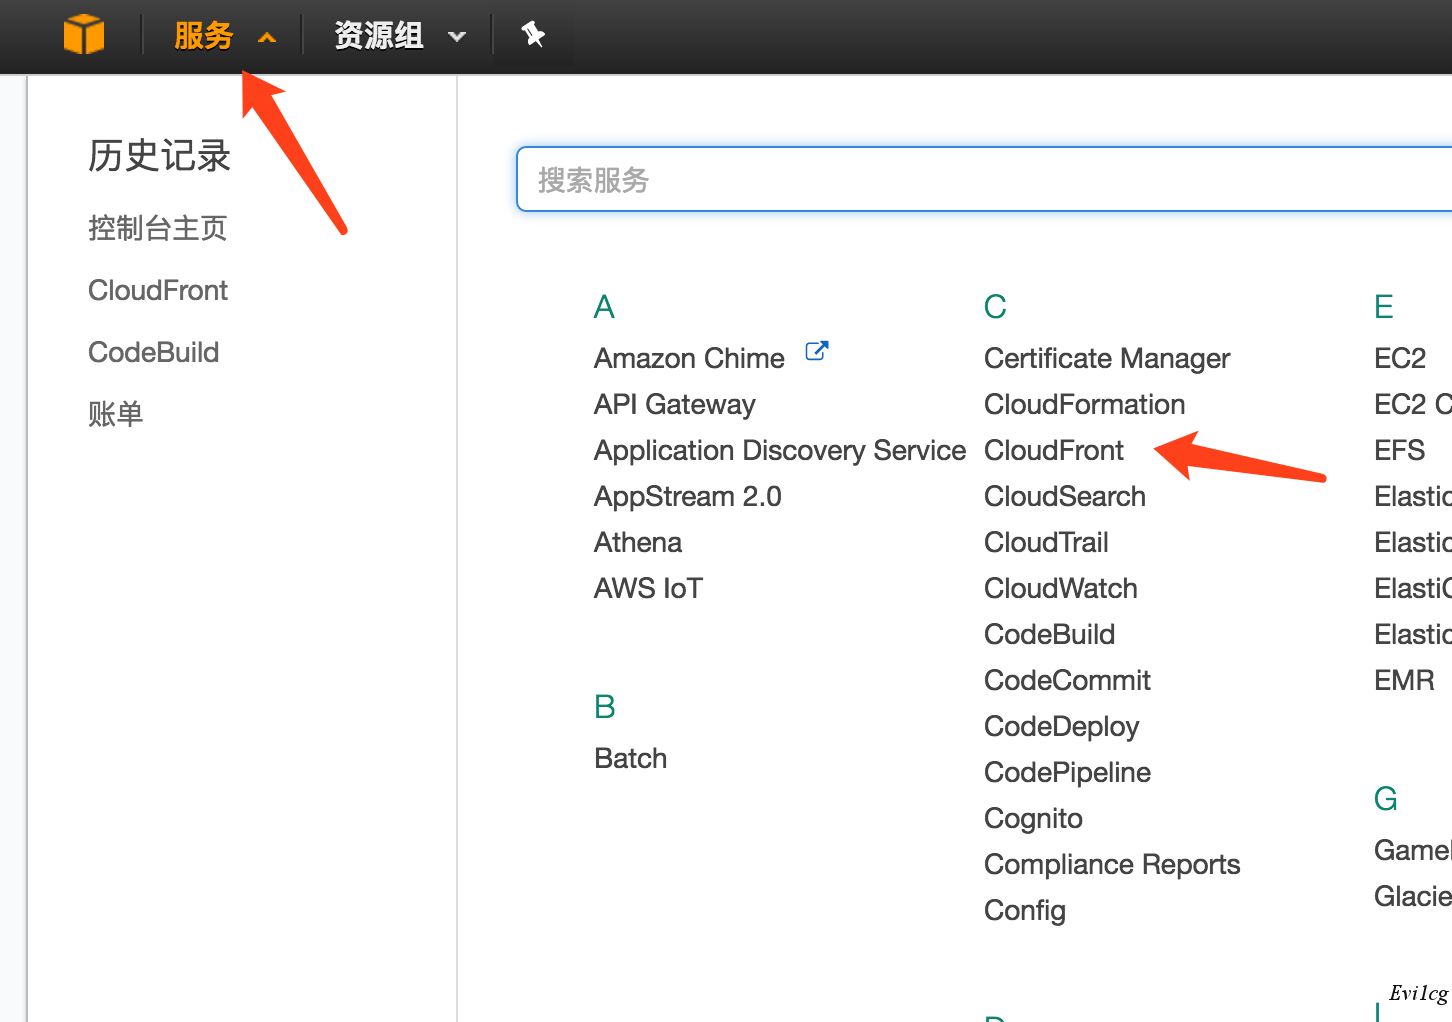 服务
资源组
历史记录
控制台主页
CloudFront
CodeBuild
账单
搜索服务
A
Amazon Chime
API Gateway
Application Discovery Service
AppStream 2.0
Athena
AWS IoT
B
Batch
C
Certificate Manager
CloudFormation
CloudFront
CloudSearch
CloudTrail
CloudWatch
CodeBuild
CodeCommit
CodeDeploy
CodePipeline
Cognito
Compliance Reports
Config
E
EC2
EC2 C
EFS
Elastic
Elastic
ElastiC
Elastic
EMR
G
Game
Glacie
Evi1cg